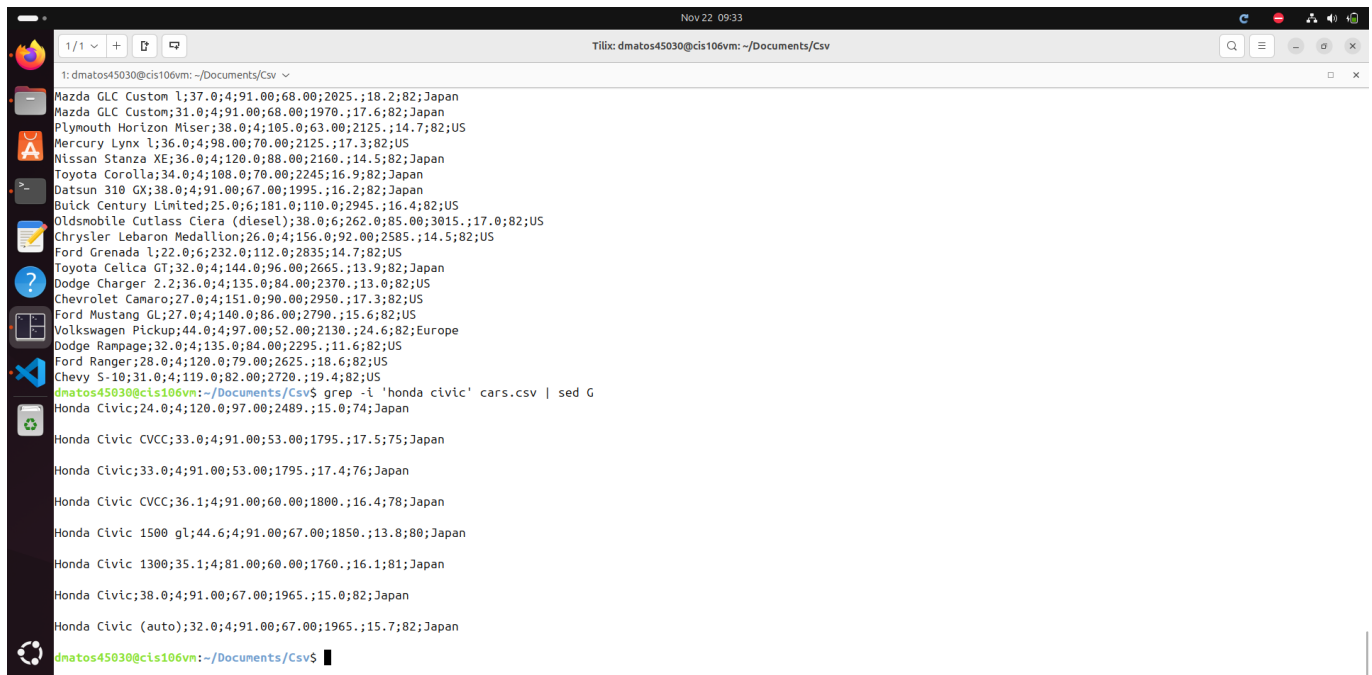 Nov 22 09:33
1/1
Tilix: dmatos45030@cis106vm: ~/Documents/Csv
1: dmatos45030@cis106vm: ~/Documents/Csv
Mazda GLC Custom l;37.0;4;91.00;68.00;2025.;18.2;82;Japan
Mazda GLC Custom;31.0;4;91.00;68.00;1970.;17.6;82;Japan
Plymouth Horizon Miser;38.0;4;105.0;63.00;2125.;14.7;82;US
Mercury Lynx l;36.0;4;98.00;70.00;2125.;17.3;82;US
Nissan Stanza XE;36.0;4;120.0;88.00;2160.;14.5;82;Japan
Toyota Corolla;34.0;4;108.0;70.00;2245;16.9;82;Japan
Datsun 310 GX;38.0;4;91.00;67.00;1995.;16.2;82;Japan
Buick Century Limited;25.0;6;181.0;110.0;2945.;16.4;82;US
Oldsmobile Cutlass Ciera (diesel);38.0;6;262.0;85.00;3015.;17.0;82;US
Chrysler Lebaron Medallion;26.0;4;156.0;92.00;2585.;14.5;82;US
Ford Grenada l;22.0;6;232.0;112.0;2835;14.7;82;US
Toyota Celica GT;32.0;4;144.0;96.00;2665.;13.9;82;Japan
Dodge Charger 2.2;36.0;4;135.0;84.00;2370.;13.0;82;US
Chevrolet Camaro;27.0;4;151.0;90.00;2950.;17.3;82;US
Ford Mustang GL;27.0;4;140.0;86.00;2790.;15.6;82;US
Volkswagen Pickup;44.0;4;97.00;52.00;2130.;24.6;82;Europe
Dodge Rampage;32.0;4;135.0;84.00;2295.;11.6;82;US
Ford Ranger;28.0;4;120.0;79.00;2625.;18.6;82;US
Chevy S-10;31.0;4;119.0;82.00;2720.;19.4;82;US
dmatos45030@cis106vm:~/Documents/Csv$ grep -i 'honda civic' cars.csv | sed G
Honda Civic;24.0;4;120.0;97.00;2489.;15.0;74;Japan
Honda Civic CVCC;33.0;4;91.00;53.00;1795.;17.5;75;Japan
Honda Civic;33.0;4;91.00;53.00;1795.;17.4;76;Japan
Honda Civic CVCC;36.1;4;91.00;60.00;1800.;16.4;78;Japan
Honda Civic 1500 gl;44.6;4;91.00;67.00;1850.;13.8;80;Japan
Honda Civic 1300;35.1;4;81.00;60.00;1760.;16.1;81;Japan
Honda Civic;38.0;4;91.00;67.00;1965.;15.0;82;Japan
Honda Civic (auto);32.0;4;91.00;67.00;1965.;15.7;82;Japan
dmatos45030@cis106vm:~/Documents/Csv$